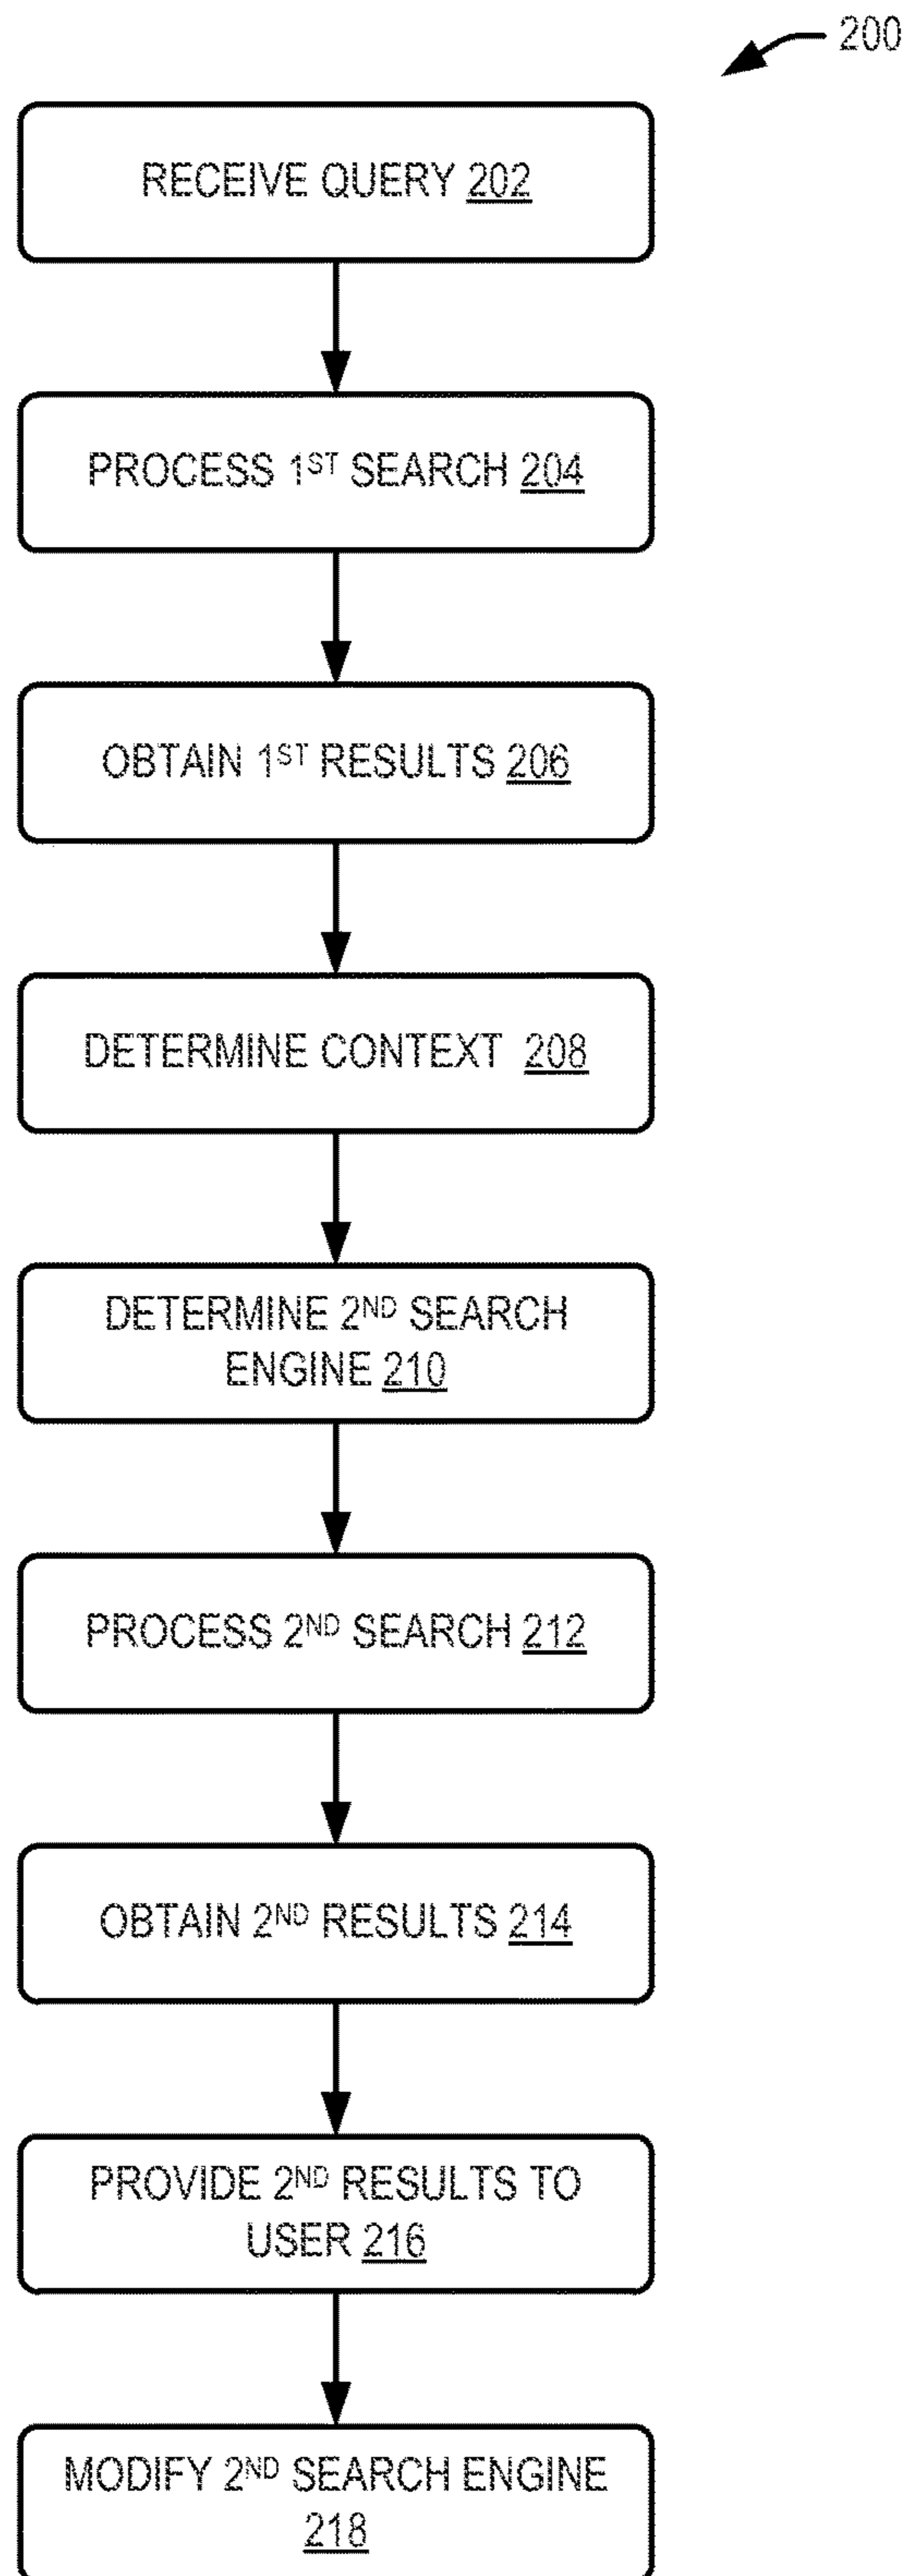 200
RECEIVE QUERY 202
PROCESS 1ST SEARCH 204
OBTAIN 1ST RESULTS 206
DETERMINE CONTEXT 208
DETERMINE 2ND SEARCH
ENGINE 210
PROCESS 2ND SEARCH 212
OBTAIN 2ND RESULTS 214
PROVIDE 2ND RESULTS TO
USER 216
MODIFY 2ND SEARCH ENGINE
218